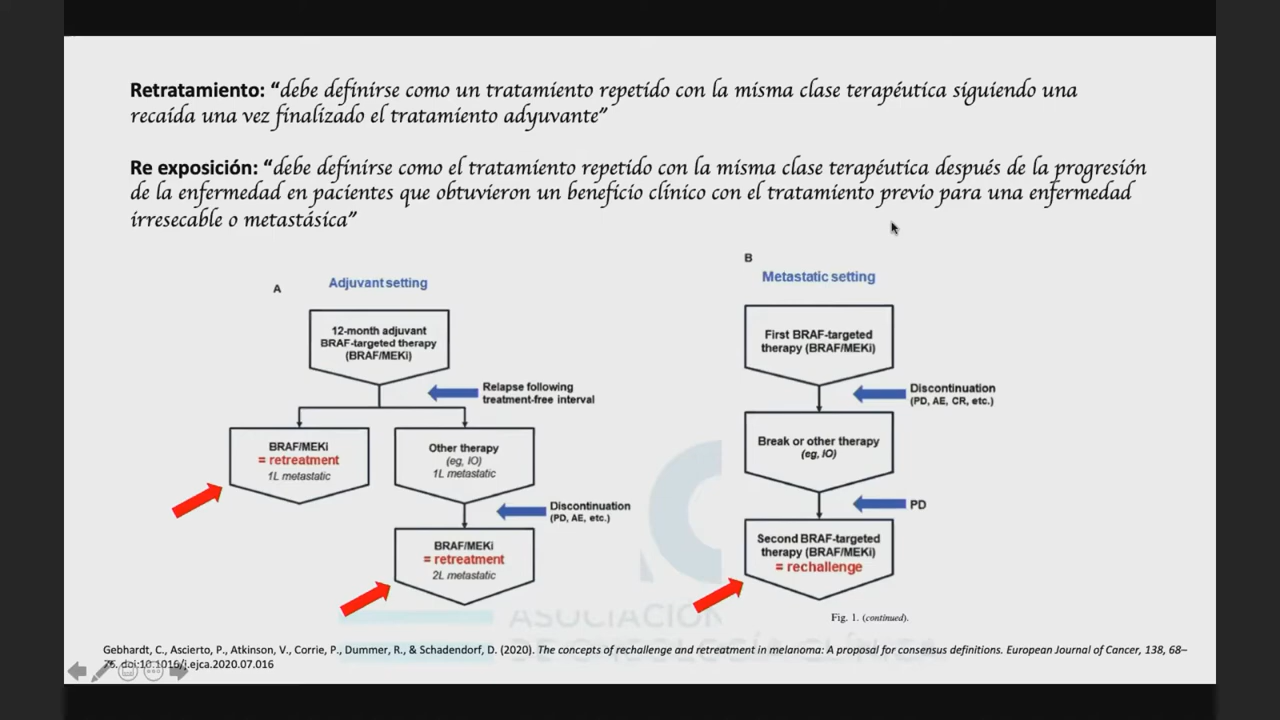 Retratamiento: “debe definirse como un tratamiento repetido con la misma clase terapéutica siguiendo una
recaída una vez finalizado el tratamiento adyuvante”
Re exposición: “debe definirse como el tratamiento repetido con la misma clase terapéutica después de la progresión
de la enfermedad en pacientes que obtuvieron un beneficio clínico con el tratamiento previo para una enfermedad
irresecable o metastásica”
A
Adjuvant setting
12-month adjuvant
BRAF-targeted therapy
(BRAF/MEKi)
Relapse following
treatment-free interval
BRAF/MEKi
= retreatment
1L metastatic
Other therapy
(eg, IO)
1L metastatic
Discontinuation
(PD, AE, etc.)
BRAF/MEKi
= retreatment
2L metastatic
B
Metastatic setting
First BRAF-targeted
therapy (BRAF/MEKi)
Discontinuation
(PD, AE, CR, etc.)
Break or other therapy
(eg, IO)
PD
Second BRAF-targeted
therapy (BRAF/MEKi)
= rechallenge
Fig. 1. (continued).
ASOCIACIÓN
Gebhardt, C., Ascierto, P., Atkinson, V., Corrie, P., Dummer, R., & Schadendorf, D. (2020). The concepts of rechallenge and retreatment in melanoma: A proposal for consensus definitions. European Journal of Cancer, 138, 68–
75. doi:10.1016/j.ejca.2020.07.016